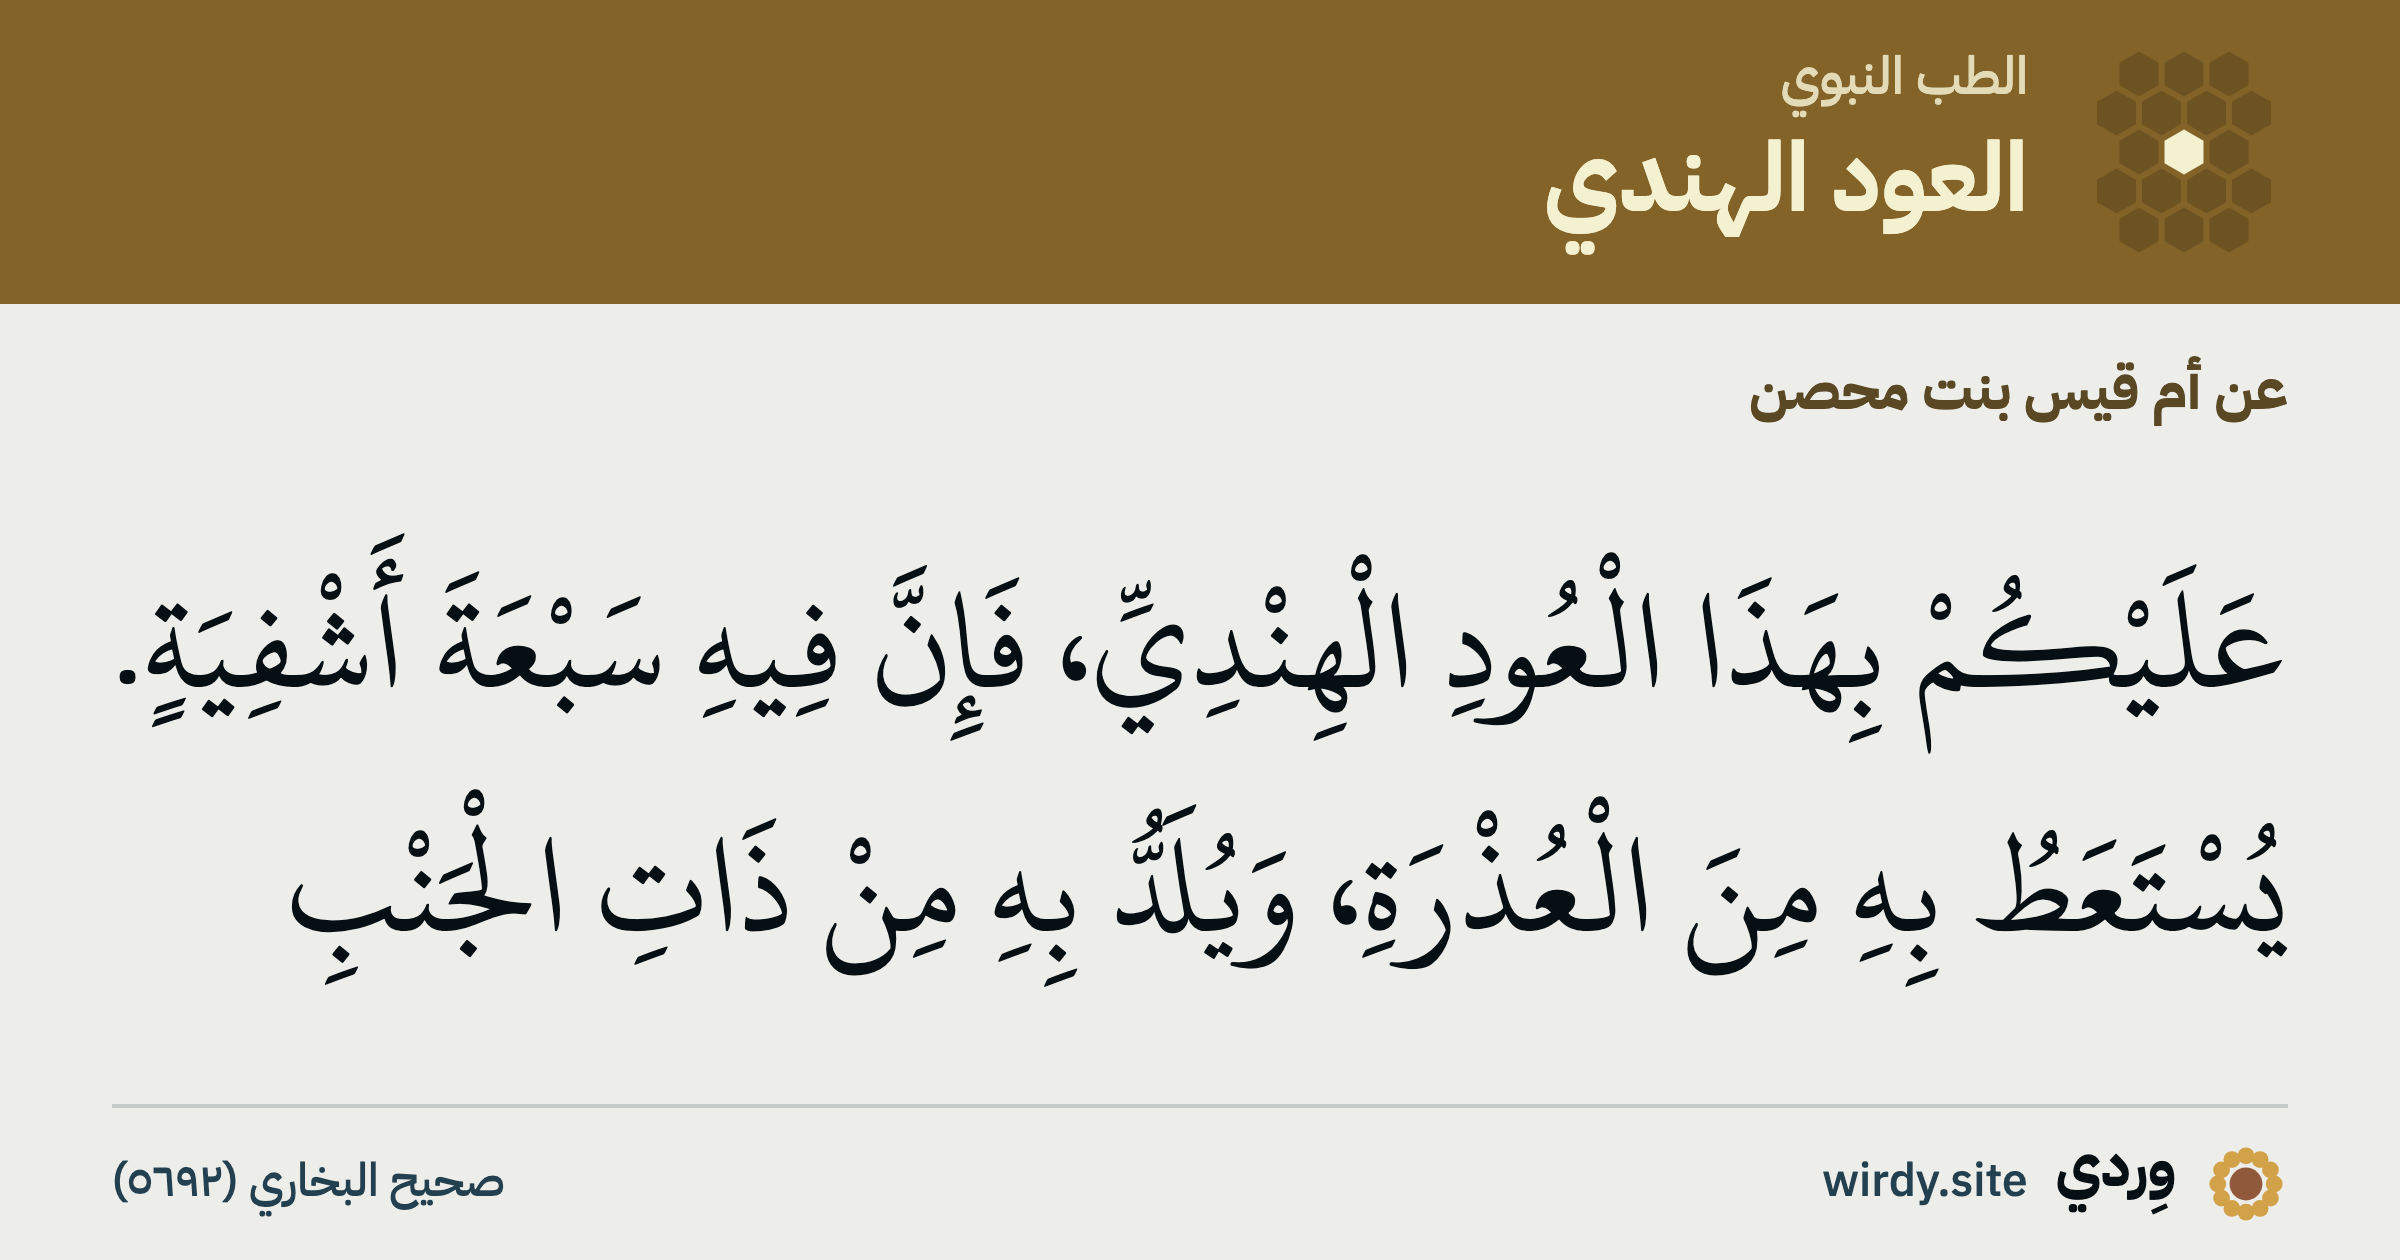 الطب النبوي
العود الهندي
عن أم قيس بنت محصن
عَلَيْكُمْ بِهَذَا الْعُودِ الْهِنْدِيِّ، فَإِنَّ فِيهِ سَبْعَةَ أَشْفِيَةٍ.
يُسْتَعَطُ بِهِ مِنَ الْعُذْرَةِ، وَيُلَدُّ بِهِ مِنْ ذَاتِ الْجَنْبِ
وِردي wirdy.site
صحيح البخاري (٥٦٩٢)